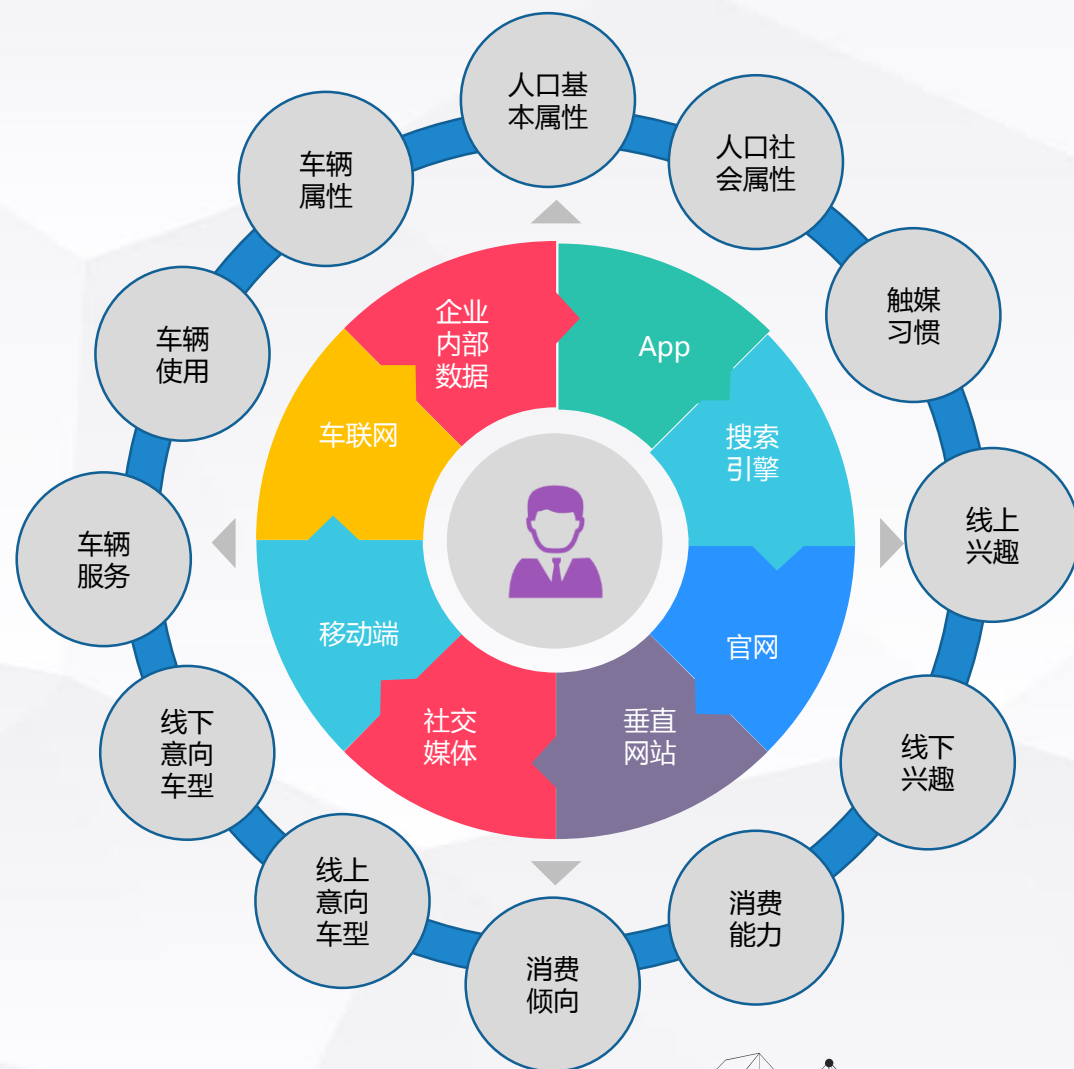 人口基
本属性
人口社
会属性
触媒
习惯
线上
兴趣
线下
兴趣
消费
能力
消费
倾向
线上
意向
车型
线下
意向
车型
车辆
服务
车辆
使用
车辆
属性
企业
内部
数据
App
搜索
引擎
官网
垂直
网站
社交
媒体
移动端
车联网